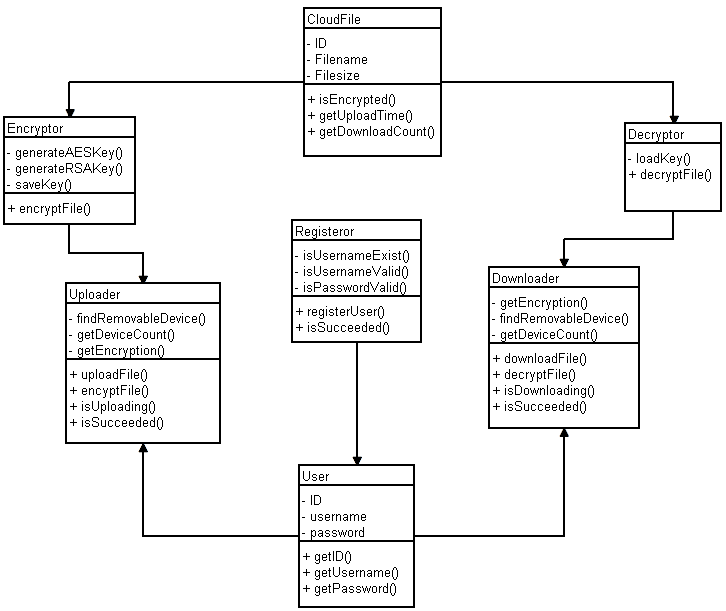 CloudFile
- ID
- Filename
- Filesize
+ isEncrypted()
+ getUploadTime()
+ getDownloadCount()
Encryptor
- generateAESKey()
- generateRSAKey()
- saveKey()
+ encryptFile()
Decryptor
- loadKey()
+ decryptFile()
Registeror
- isUsernameExist()
- isUsernameValid()
- isPasswordValid()
+ registerUser()
+ isSucceeded()
Uploader
- findRemovableDevice()
- getDeviceCount()
- getEncryption()
+ uploadFile()
+ encyptFile()
+ isUploading()
+ isSucceeded()
Downloader
- getEncryption()
- findRemovableDevice()
- getDeviceCount()
+ downloadFile()
+ decryptFile()
+ isDownloading()
+ isSucceeded()
User
- ID
- username
- password
+ getID()
+ getUsername()
+ getPassword()